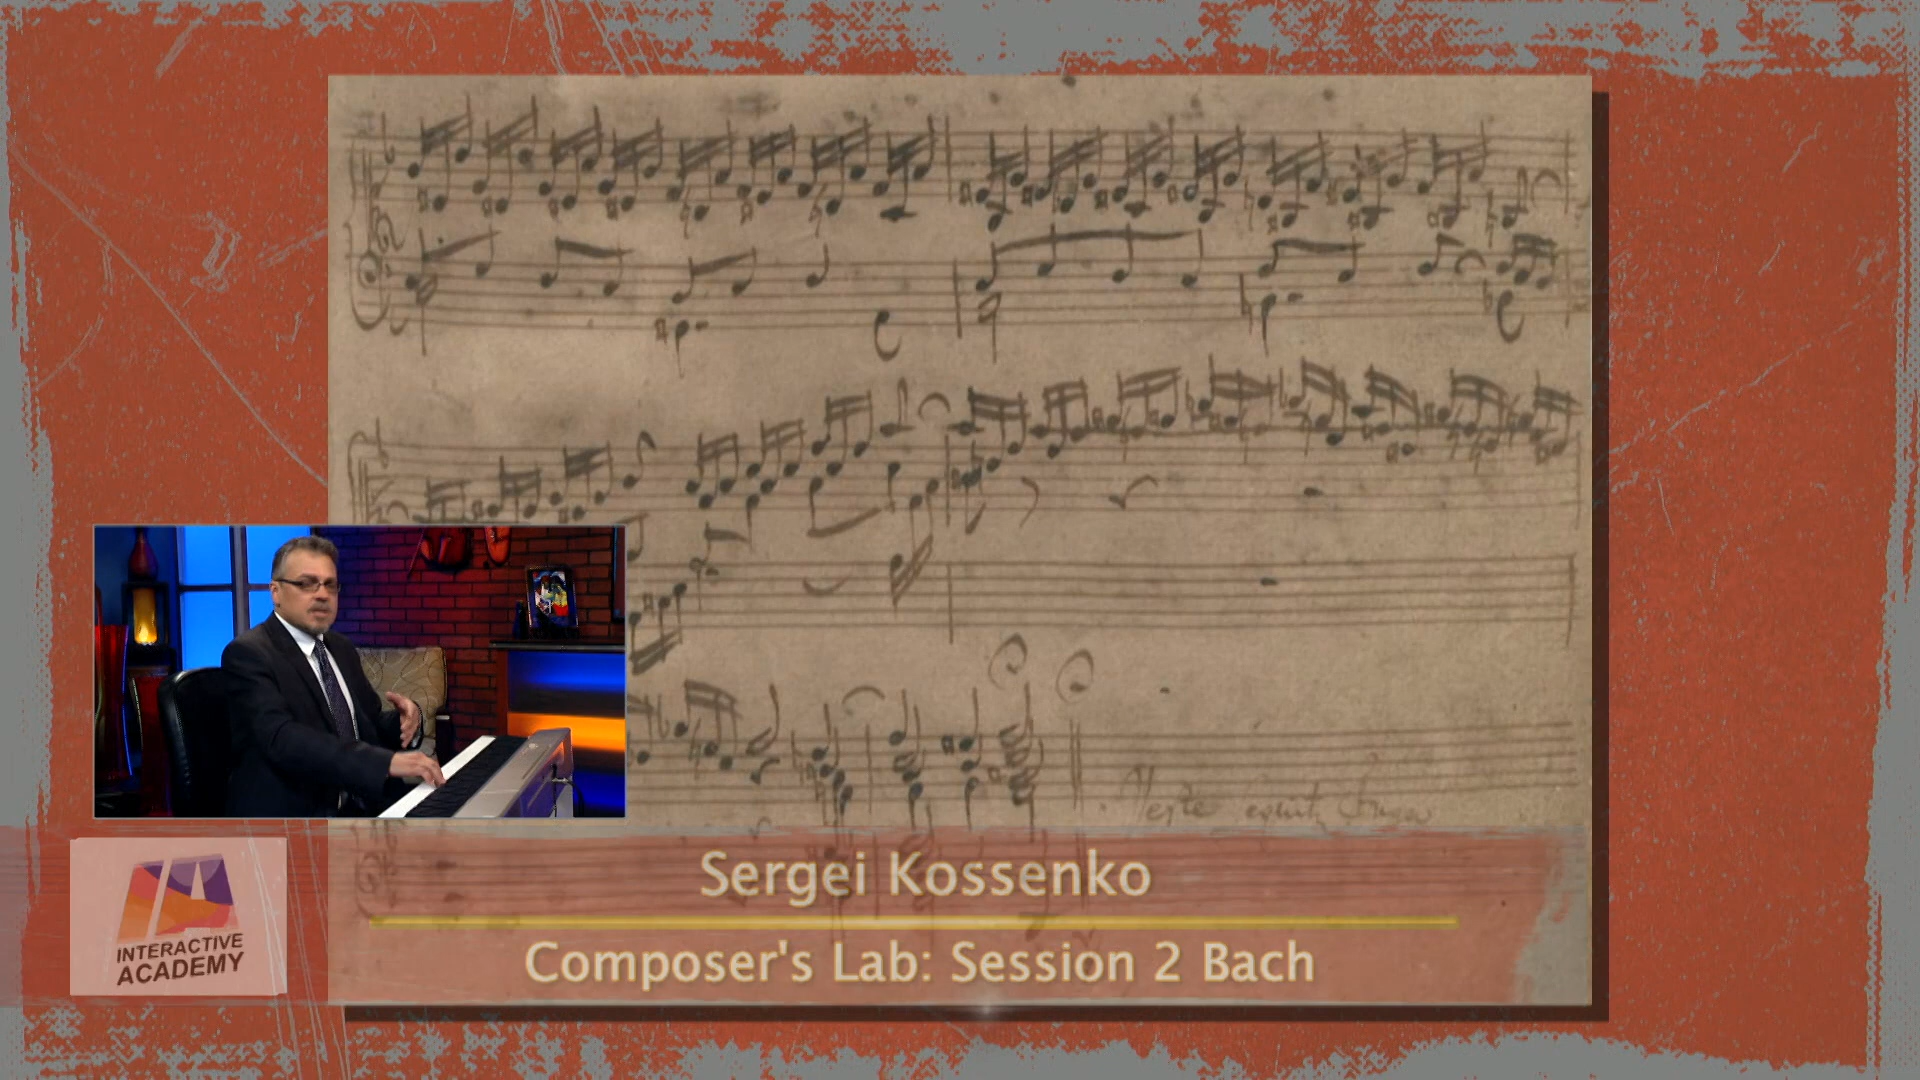 Sergei Kossenko
Composer's Lab: Session 2 Bach
INTERACTIVE
ACADEMY